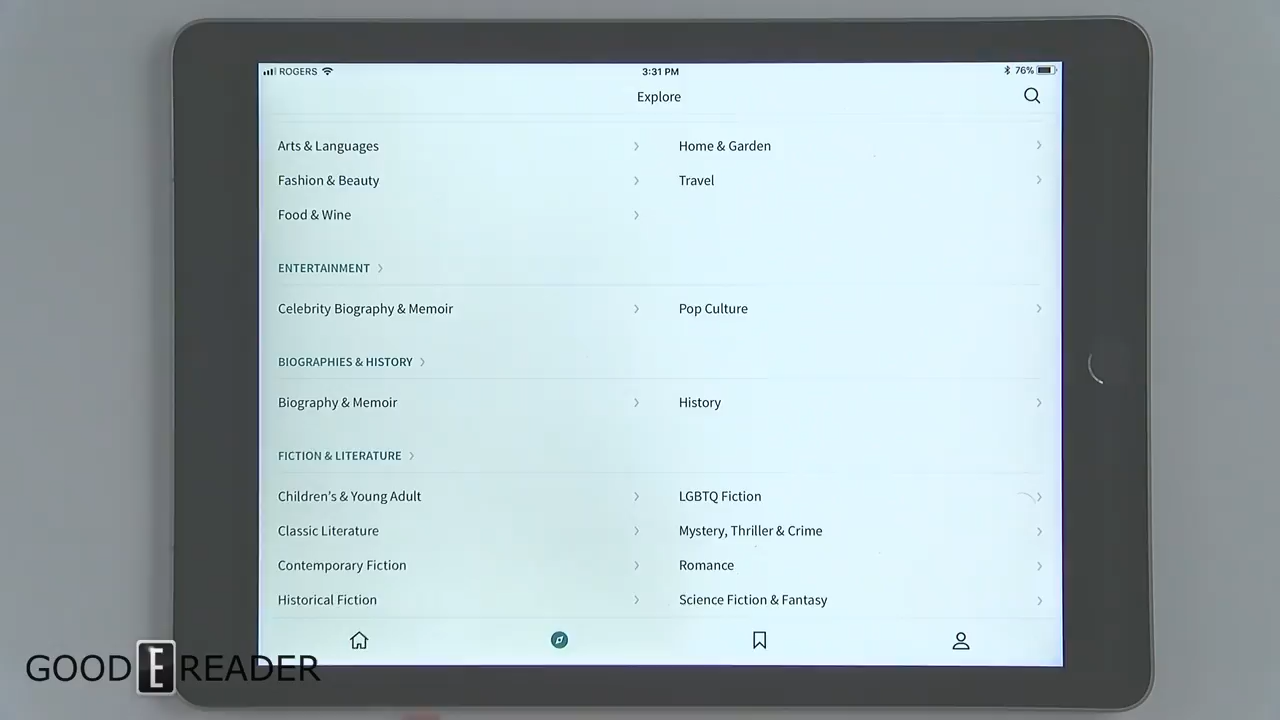 ROGERS 3:31 PM 76%
Explore
Arts & Languages Home & Garden
Fashion & Beauty Travel
Food & Wine
ENTERTAINMENT
Celebrity Biography & Memoir Pop Culture
BIOGRAPHIES & HISTORY
Biography & Memoir History
FICTION & LITERATURE
Children's & Young Adult LGBTQ Fiction
Classic Literature Mystery, Thriller & Crime
Contemporary Fiction Romance
Historical Fiction Science Fiction & Fantasy
GOOD E READER